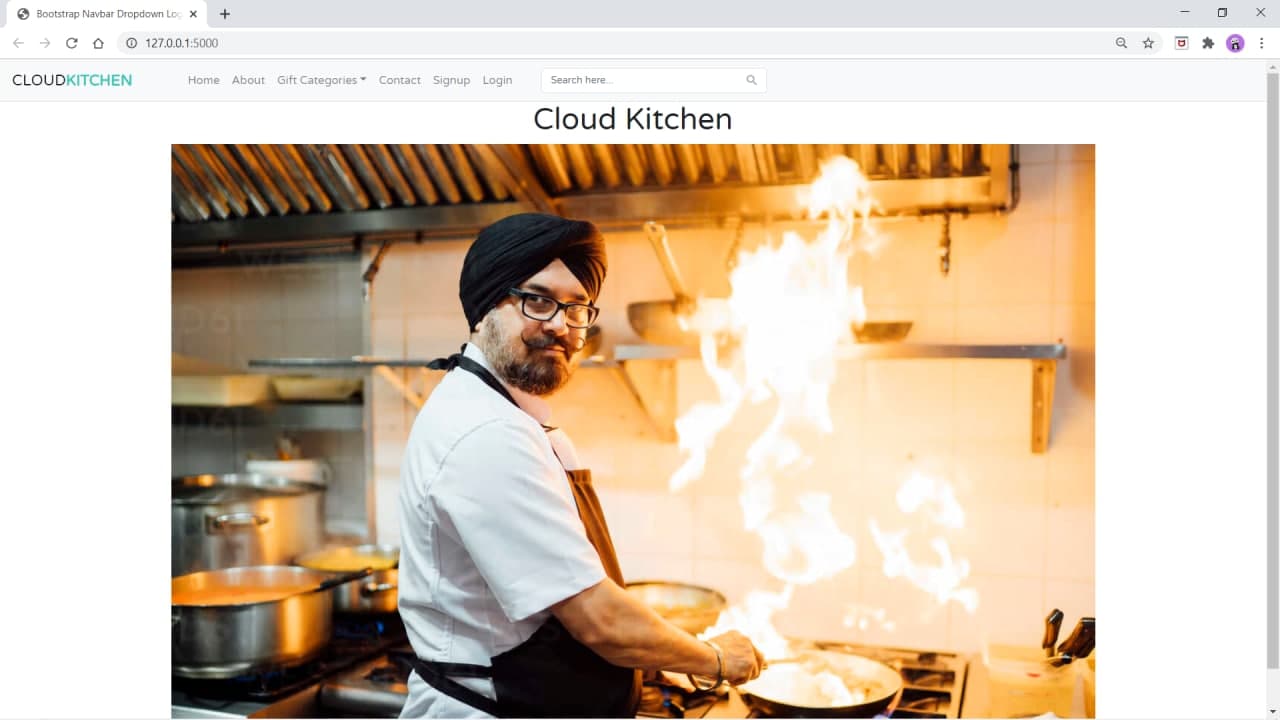 Bootstrap Navbar Dropdown Log
127.0.0.1:5000
CLOUDKITCHEN Home About Gift Categories Contact Signup Login Search here...
Cloud Kitchen